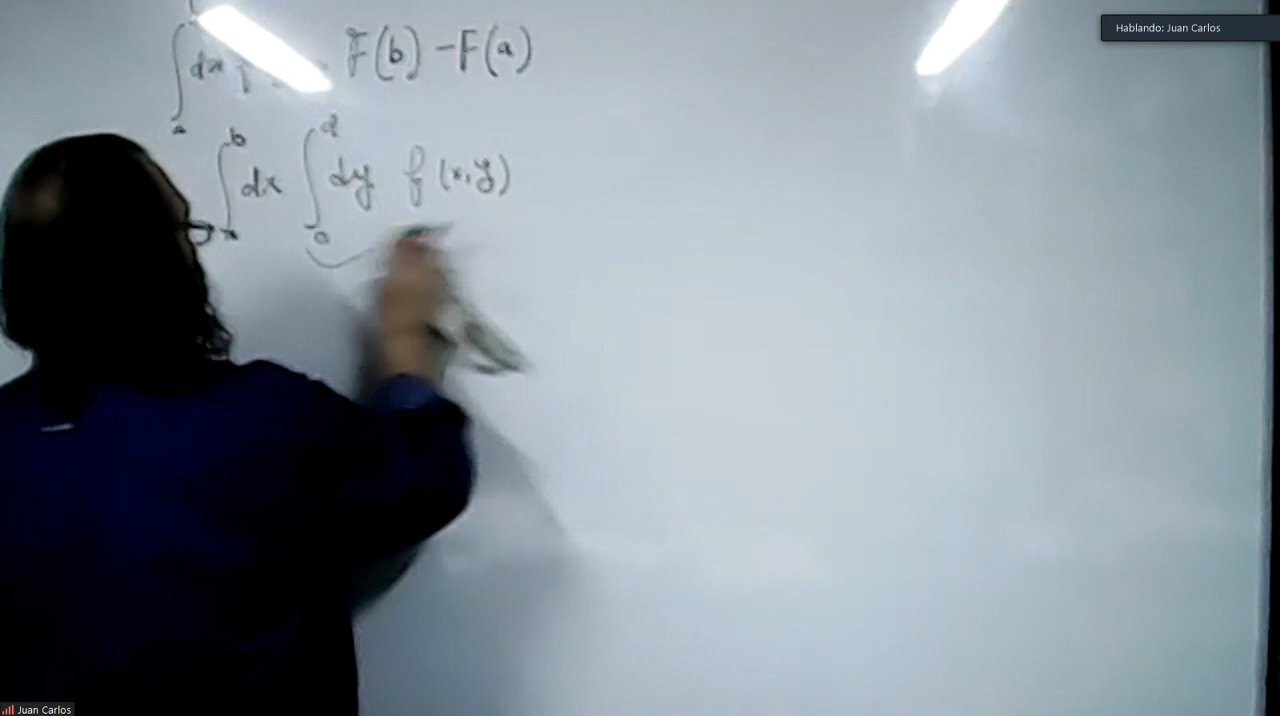 Hablando: Juan Carlos
∫ₐ dx F(b) - F(a)
∫ᵇ dx ∫ dy f(x,y)
Juan Carlos